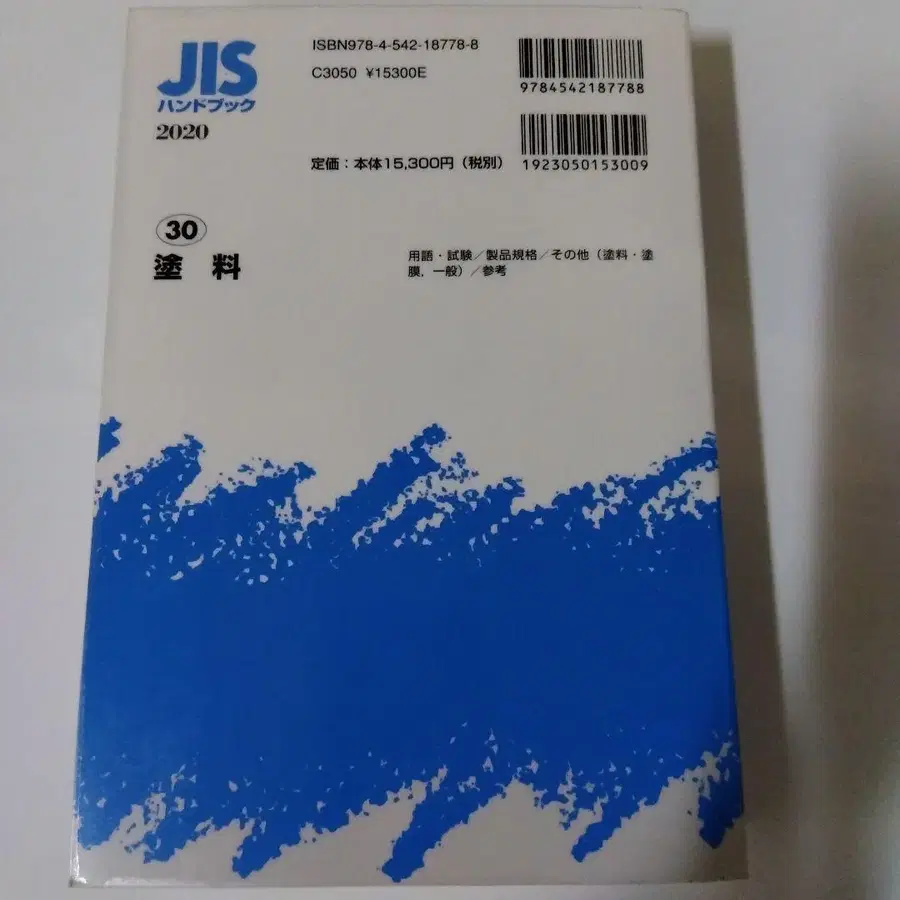 JIS
ハンドブック
2020
ISBN978-4-542-18778-8
C3050 ¥15300E
9784542187788
1923050153009
定価:本体15,300円(税別)
30
塗料
用語・試験/製品規格/その他(塗料・塗
膜,一般)/参考